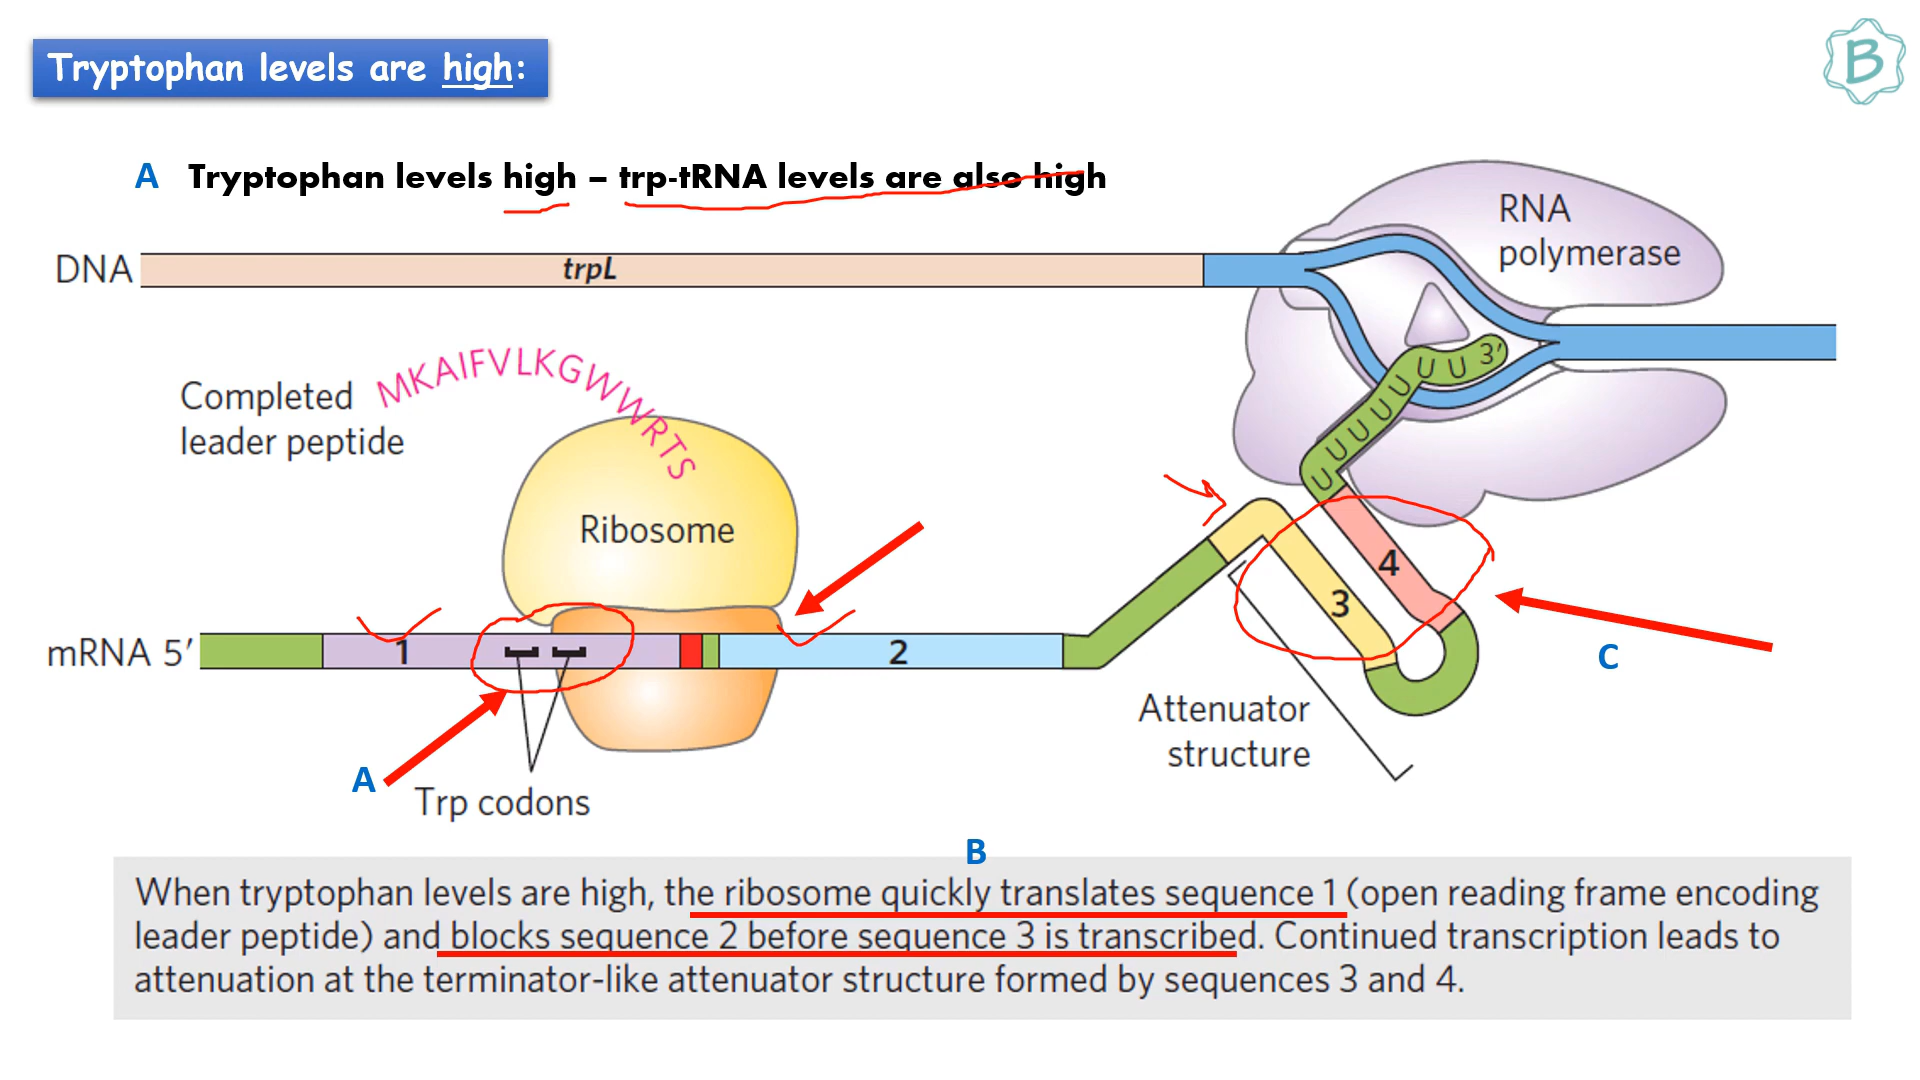 Tryptophan levels are high:
B
A Tryptophan levels high – trp-tRNA levels are also high
RNA
polymerase
DNA
trpL
3′
U U U U U U U
MKAIFVLKGWWRTS
Completed
leader peptide
Ribosome
4
3
mRNA 5′
1
2
C
Attenuator
structure
A
Trp codons
B
When tryptophan levels are high, the ribosome quickly translates sequence 1 (open reading frame encoding
leader peptide) and blocks sequence 2 before sequence 3 is transcribed. Continued transcription leads to
attenuation at the terminator-like attenuator structure formed by sequences 3 and 4.